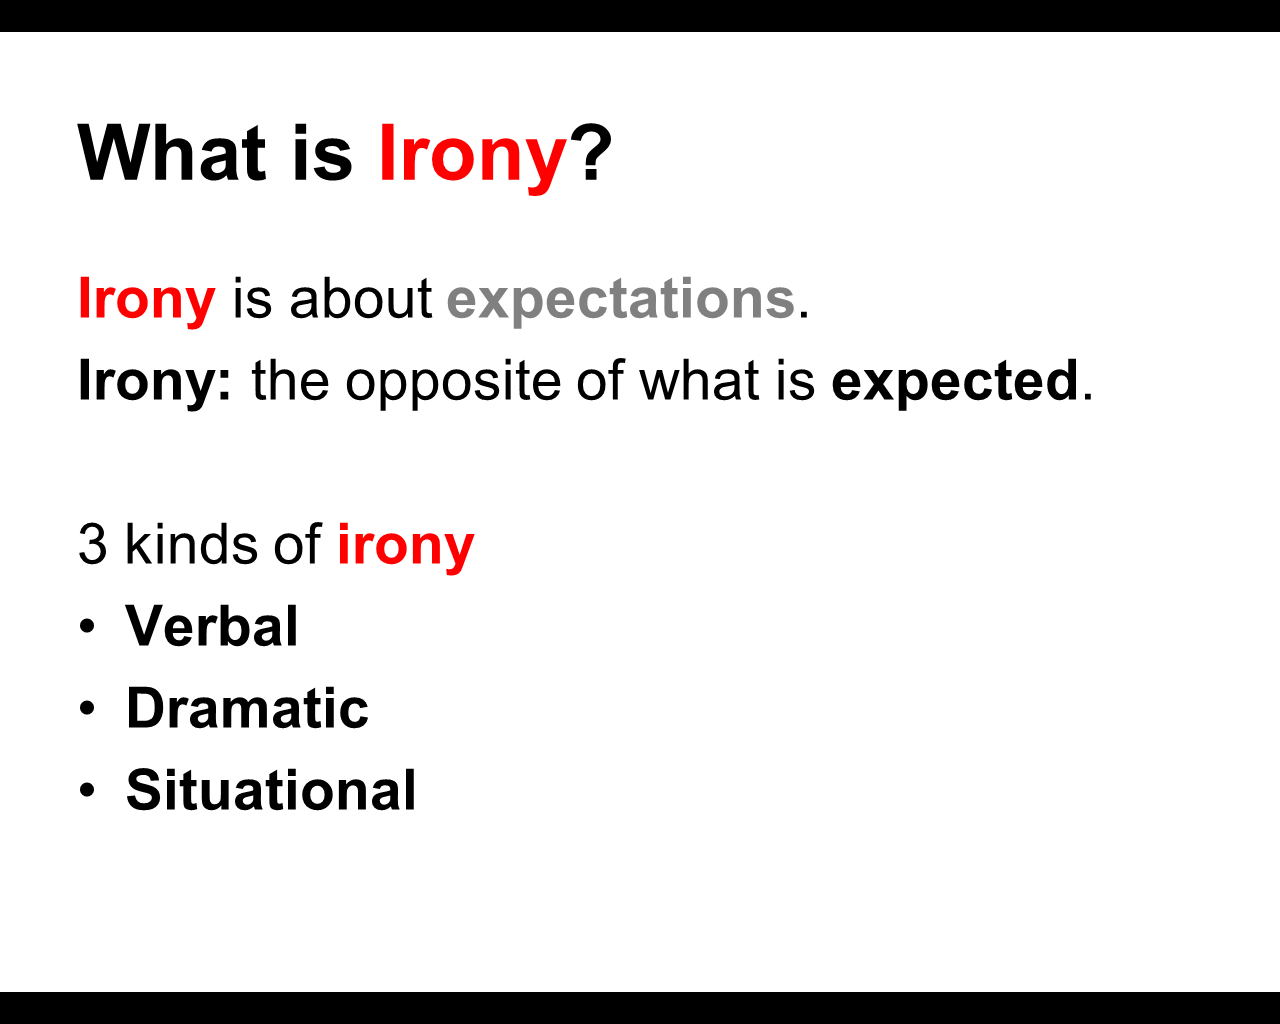 What is Irony?
Irony is about expectations.
Irony: the opposite of what is expected.
3 kinds of irony
• Verbal
• Dramatic
• Situational